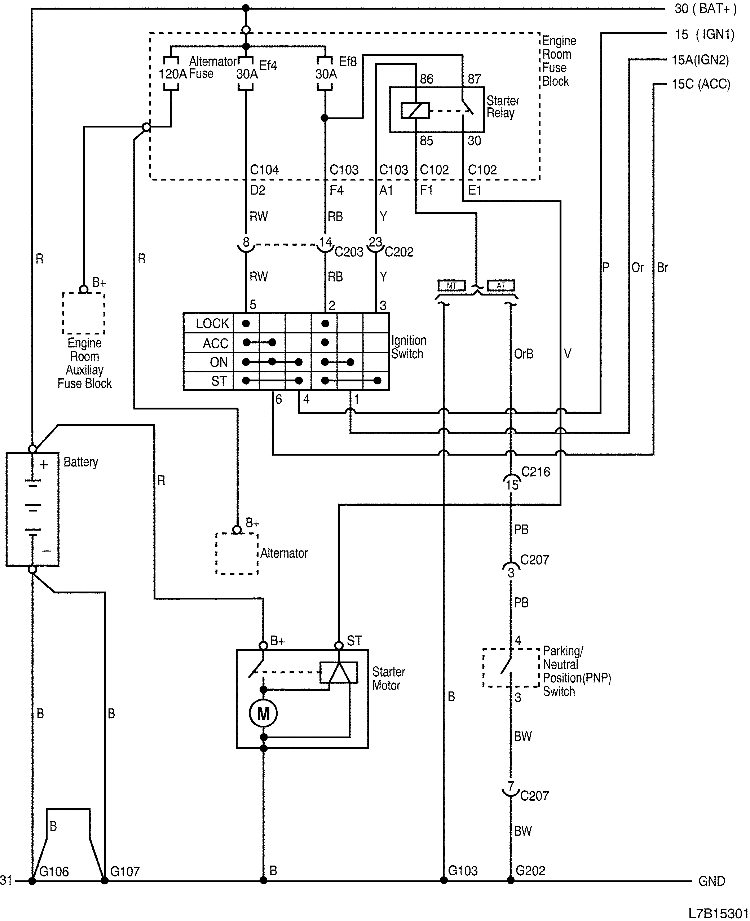 30 ( BAT+ )
15 ( IGN1)
15A(IGN2)
15C (ACC)
Engine
Room
Fuse
Block
Alternator
Fuse
120A
Ef4
30A
Ef8
30A
86
87
Starter
Relay
85
30
C104
C103
C103
C102
C102
D2
F4
A1
F1
E1
RW
RB
Y
8
14
C203
23
C202
R
R
P
Or
Br
RW
RB
Y
B+
MT
AT
5
2
3
Engine
Room
Auxiliay
Fuse Block
LOCK
ACC
ON
ST
Ignition
Switch
OrB
V
6
4
1
Battery
+
−
R
C216
15
B+
Alternator
PB
C207
3
PB
B+
ST
4
Parking/
Neutral
Position(PNP)
Switch
3
Starter
Motor
M
B
B
B
BW
7
C207
B
BW
31
G106
G107
B
G103
G202
GND
L7B15301